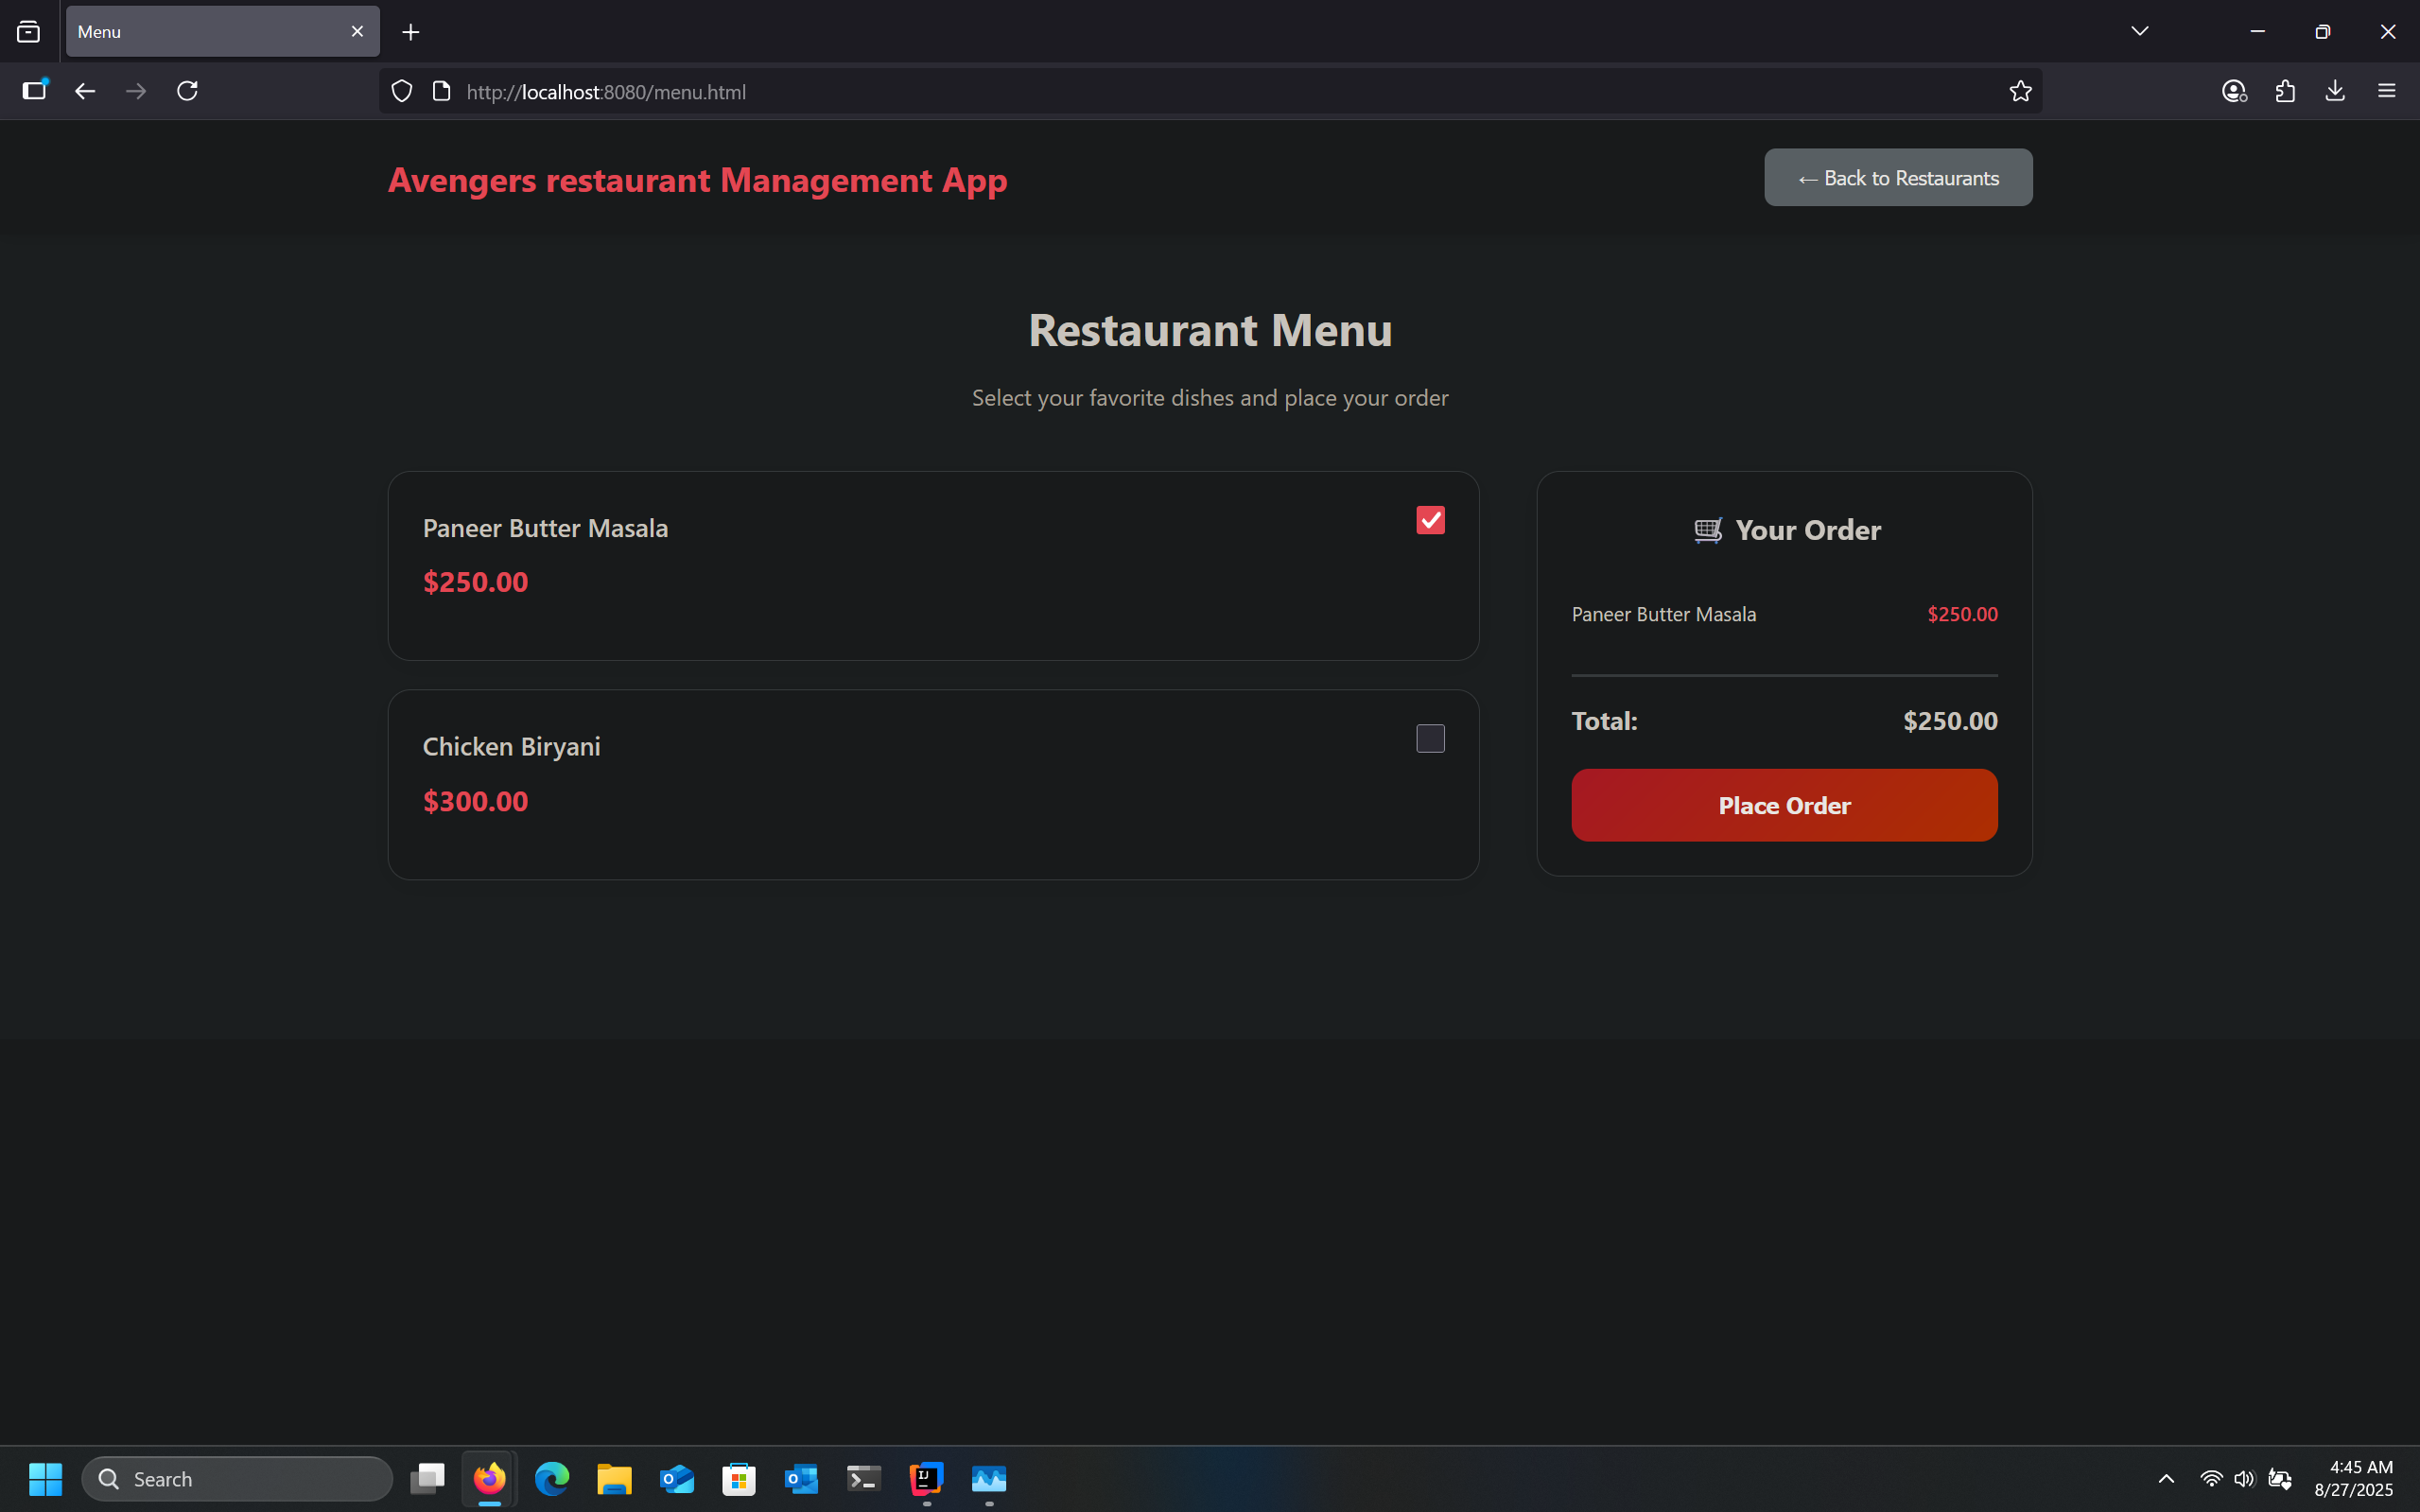 Menu
http://localhost:8080/menu.html
Avengers restaurant Management App
← Back to Restaurants
Restaurant Menu
Select your favorite dishes and place your order
Paneer Butter Masala
$250.00
Chicken Biryani
$300.00
🛒 Your Order
Paneer Butter Masala $250.00
Total: $250.00
Place Order
Search
4:45 AM
8/27/2025